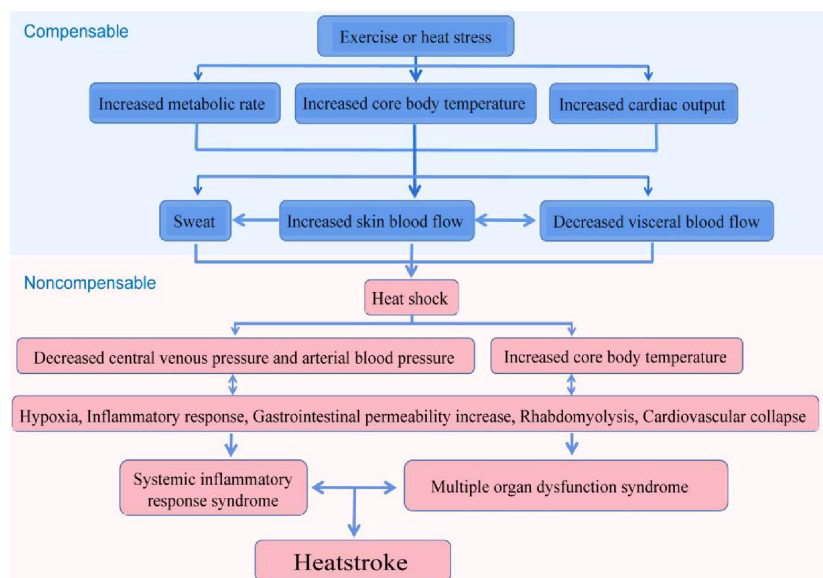 Compensable
Exercise or heat stress
Increased metabolic rate
Increased core body temperature
Increased cardiac output
Sweat
Increased skin blood flow
Decreased visceral blood flow
Noncompensable
Heat shock
Decreased central venous pressure and arterial blood pressure
Increased core body temperature
Hypoxia, Inflammatory response, Gastrointestinal permeability increase, Rhabdomyolysis, Cardiovascular collapse
Systemic inflammatory
response syndrome
Multiple organ dysfunction syndrome
Heatstroke